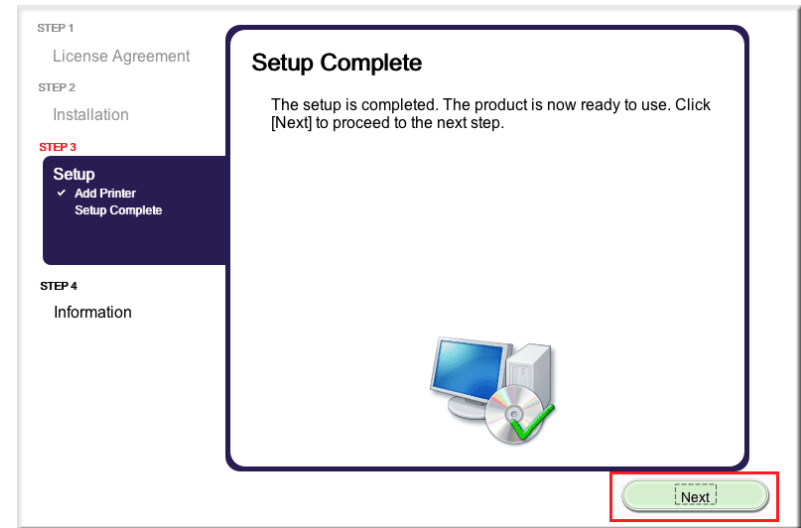 STEP 1
License Agreement
STEP 2
Installation
STEP 3
Setup
Add Printer
Setup Complete
STEP 4
Information
Setup Complete
The setup is completed. The product is now ready to use. Click
[Next] to proceed to the next step.
Next